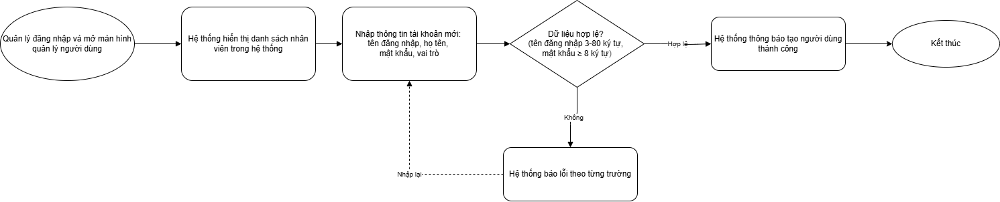 Quản lý đăng nhập và mở màn hình
quản lý người dùng
Hệ thống hiển thị danh sách nhân
viên trong hệ thống
Nhập thông tin tài khoản mới:
tên đăng nhập, họ tên,
mật khẩu, vai trò
Dữ liệu hợp lệ?
(tên đăng nhập 3-80 ký tự,
mật khẩu ≥ 8 ký tự)
Hợp lệ
Hệ thống thông báo tạo người dùng
thành công
Kết thúc
Không
Hệ thống báo lỗi theo từng trường
Nhập lại